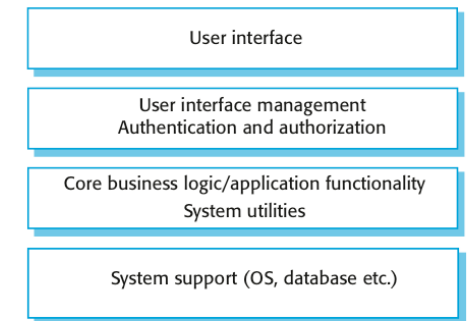 User interface
User interface management
Authentication and authorization
Core business logic/application functionality
System utilities
System support (OS, database etc.)